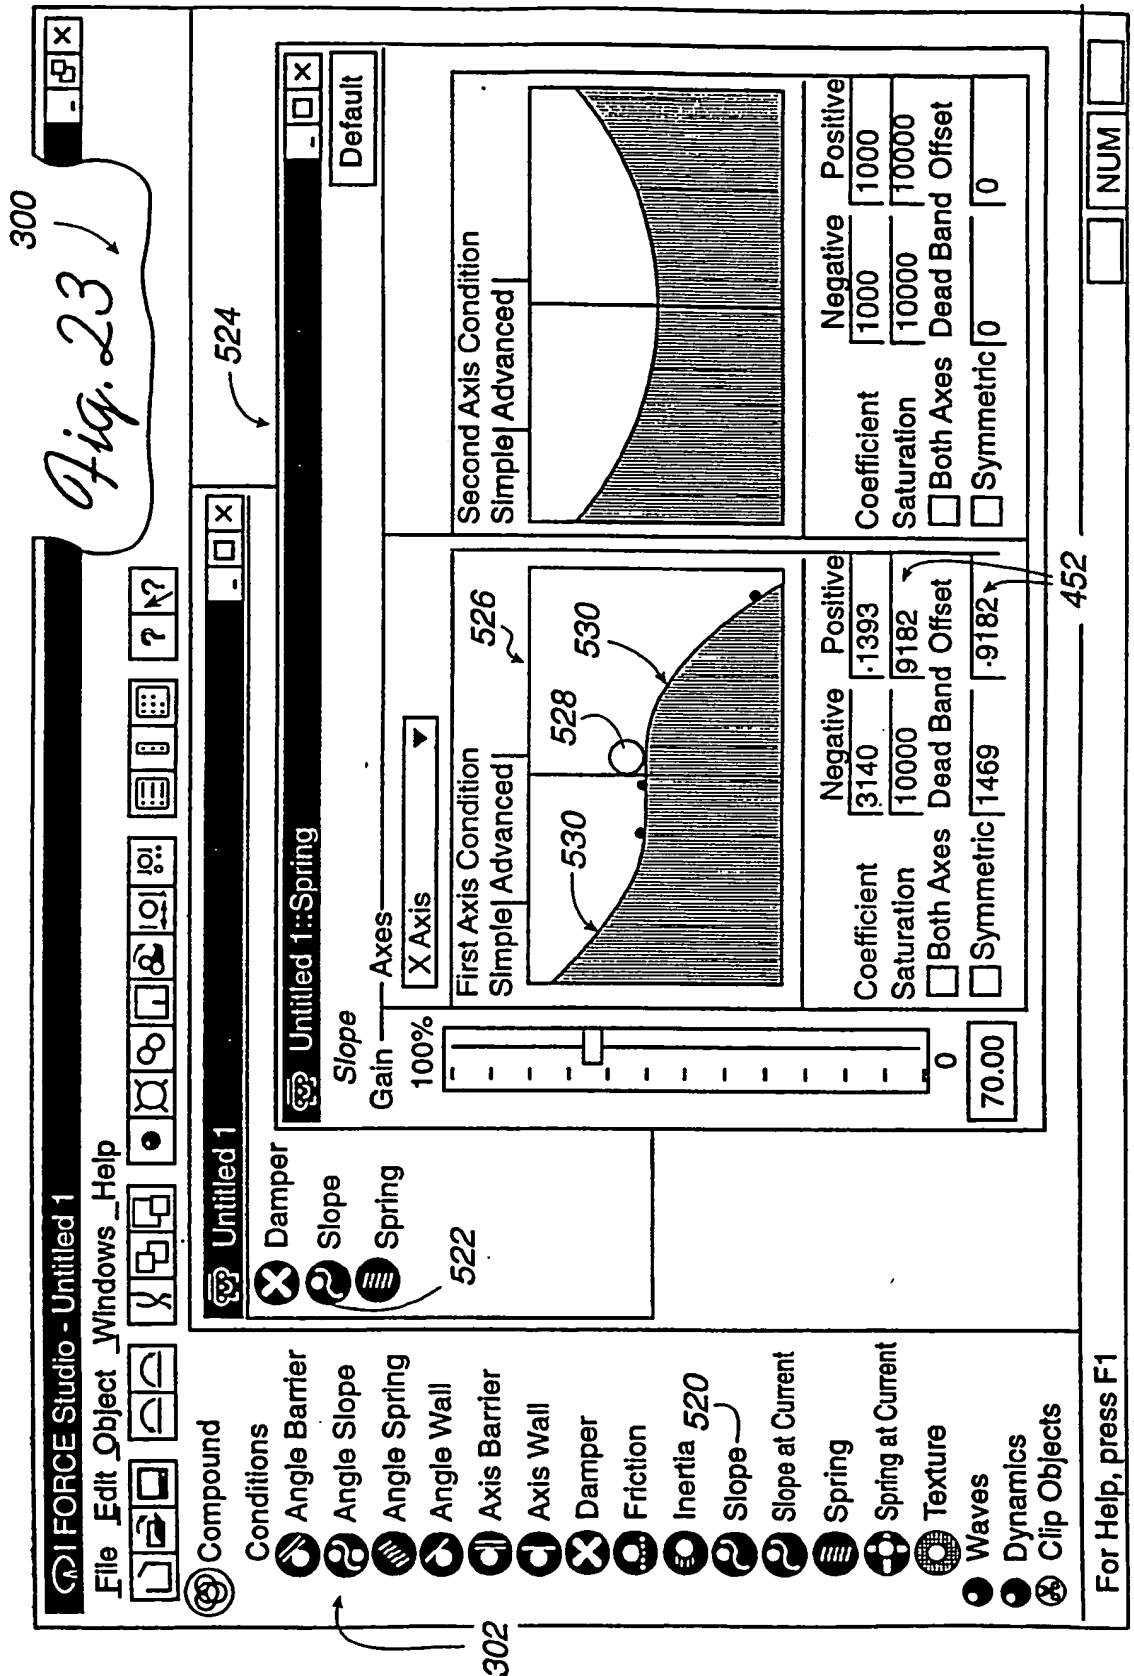 Fig. 23
300
I FORCE Studio - Untitled 1
File Edit Object Windows Help
? ?
Compound
Conditions
Angle Barrier
Angle Slope
Angle Spring
Angle Wall
Axis Barrier
Axis Wall
Damper
Friction
Inertia
Slope
Slope at Current
Spring
Spring at Current
Texture
Waves
Dynamics
Clip Objects
302
520
Untitled 1
Damper
Slope
Spring
522
524
Untitled 1::Spring
Slope
Default
Gain
100%
0
70.00
Axes
X Axis
First Axis Condition
Simple Advanced
526
528
530
530
Negative Positive
Coefficient 3140 -1393
Saturation 10000 9182
Both Axes Dead Band Offset
Symmetric 1469 -9182
452
Second Axis Condition
Simple Advanced
Negative Positive
Coefficient 1000 1000
Saturation 10000 10000
Both Axes Dead Band Offset
Symmetric 0 0
For Help, press F1
NUM